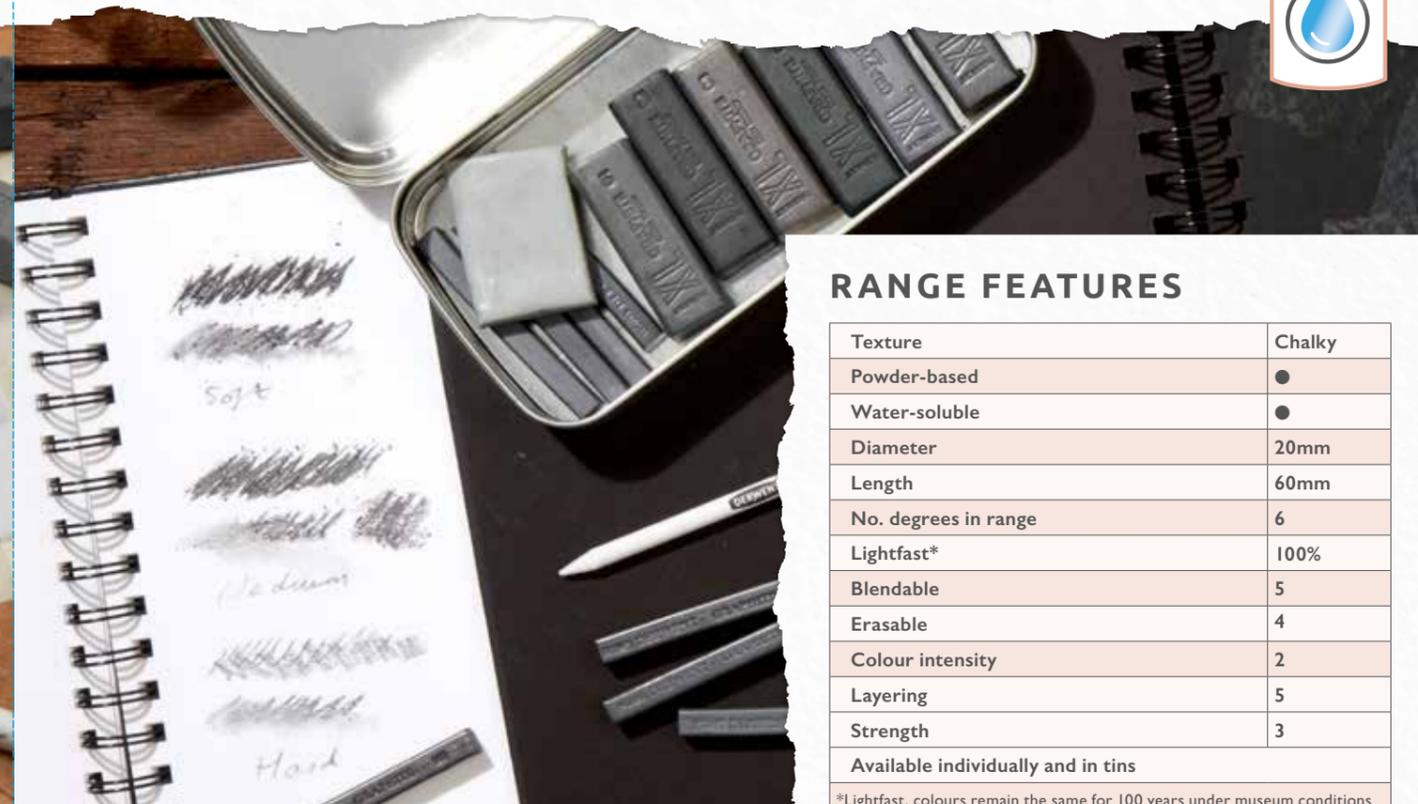 XL
XL
XL
XL
XL
XL
Soft
Medium
Hard
DERWENT
RANGE FEATURES
Texture Chalky
Powder-based ●
Water-soluble ●
Diameter 20mm
Length 60mm
No. degrees in range 6
Lightfast* 100%
Blendable 5
Erasable 4
Colour intensity 2
Layering 5
Strength 3
Available individually and in tins
*Lightfast, colours remain the same for 100 years under museum conditions